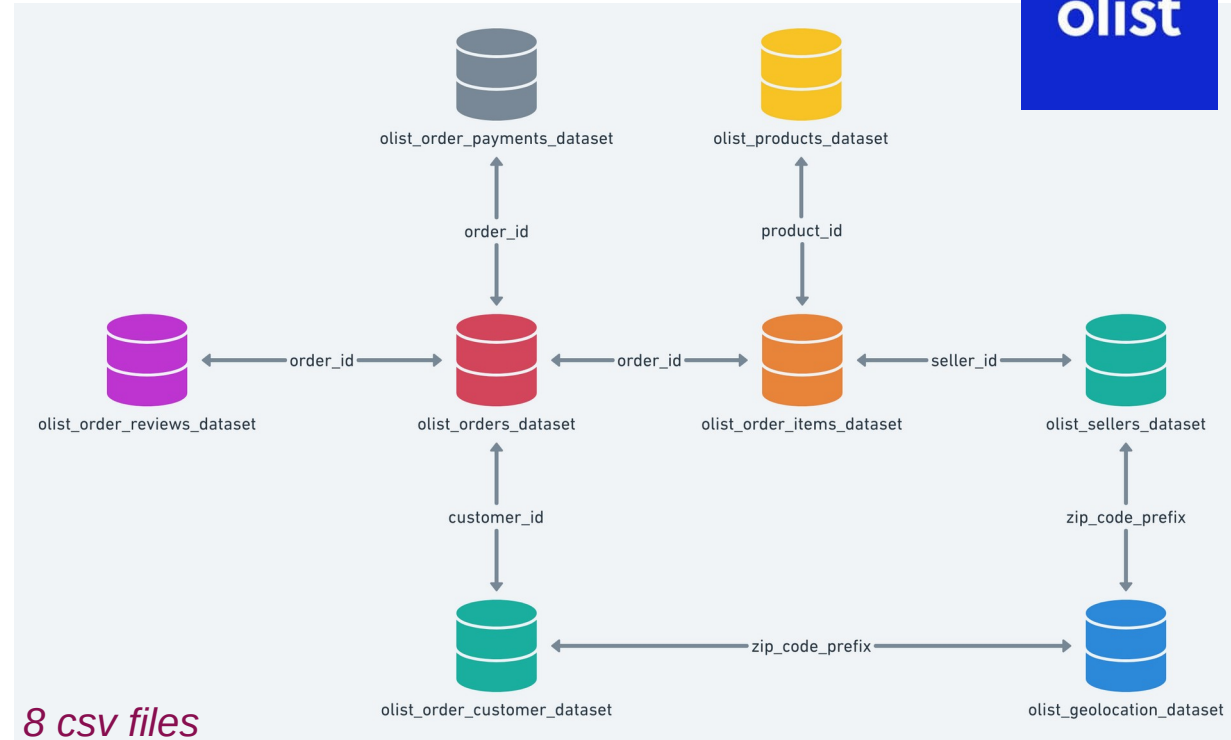 olist
olist_order_payments_dataset
olist_products_dataset
order_id
product_id
order_id
order_id
seller_id
olist_order_reviews_dataset
olist_orders_dataset
olist_order_items_dataset
olist_sellers_dataset
customer_id
zip_code_prefix
zip_code_prefix
olist_order_customer_dataset
olist_geolocation_dataset
8 csv files